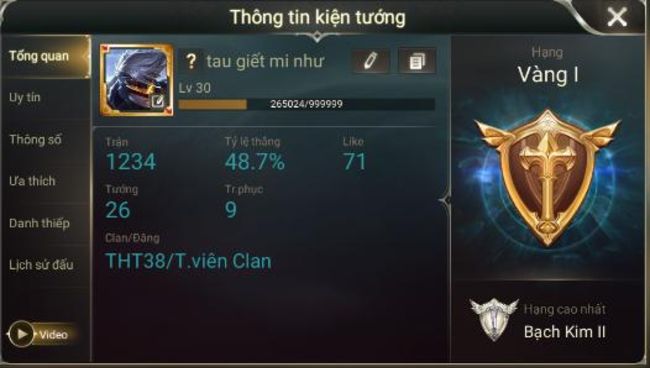 Thông tin kiện tướng
Tổng quan
Uy tín
Thông số
Ưa thích
Danh thiếp
Lịch sử đấu
Video
? tau giết mi như
Lv 30
265024/999999
Trận Tỷ lệ thắng Like
1234 48.7% 71
Tướng Tr.phục
26 9
Clan/Đảng
THT38/T.viên Clan
Hạng
Vàng I
Hạng cao nhất
Bạch Kim II